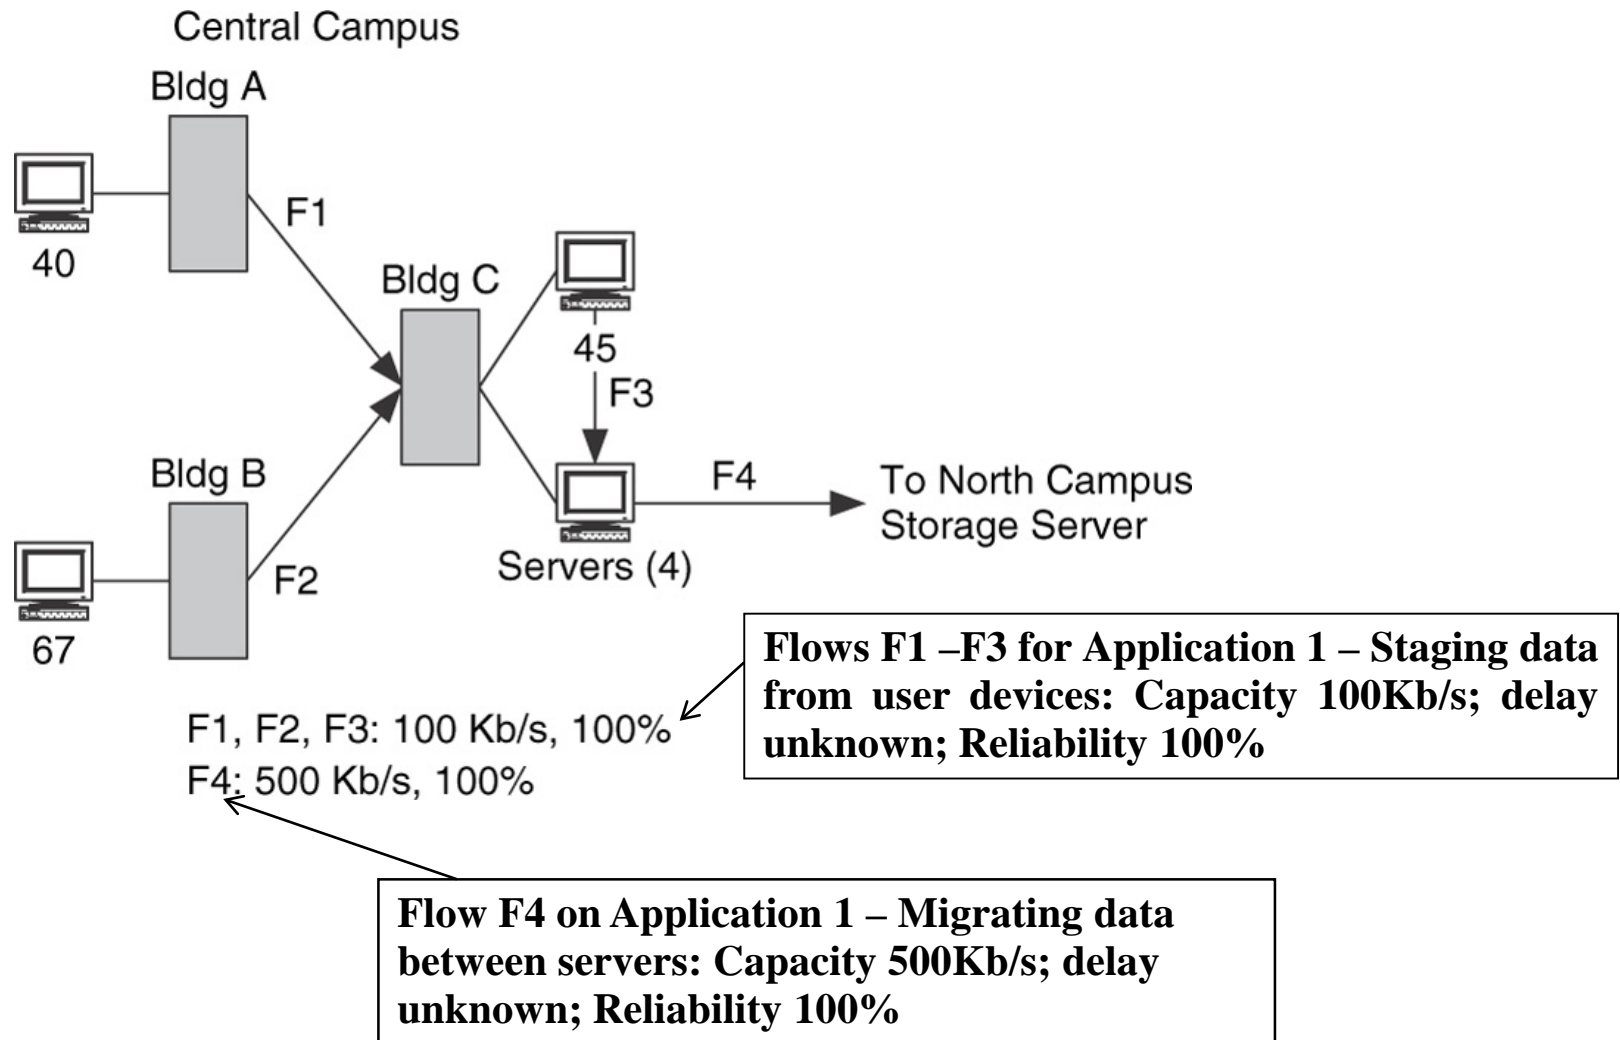 Central Campus
Bldg A
F1
40
Bldg C
45
F3
Bldg B
F4
To North Campus
Storage Server
F2
Servers (4)
67
Flows F1 –F3 for Application 1 – Staging data
from user devices: Capacity 100Kb/s; delay
unknown; Reliability 100%
F1, F2, F3: 100 Kb/s, 100%
F4: 500 Kb/s, 100%
Flow F4 on Application 1 – Migrating data
between servers: Capacity 500Kb/s; delay
unknown; Reliability 100%